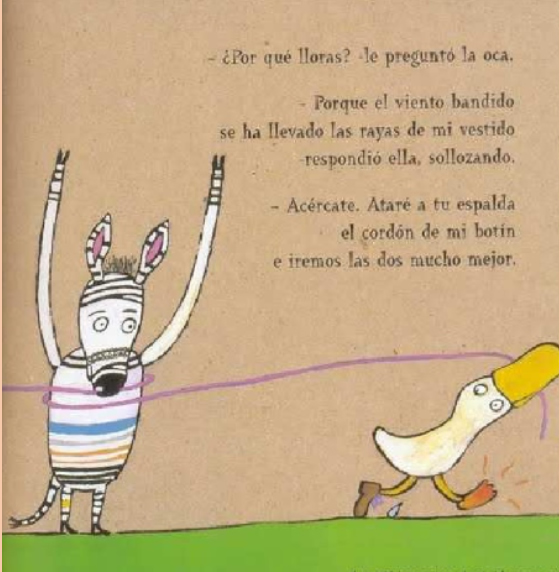 - ¿Por qué lloras? -le preguntó la oca.
- Porque el viento bandido
se ha llevado las rayas de mi vestido
-respondió ella, sollozando.
- Acércate. Ataré a tu espalda
el cordón de mi botín
e iremos las dos mucho mejor.